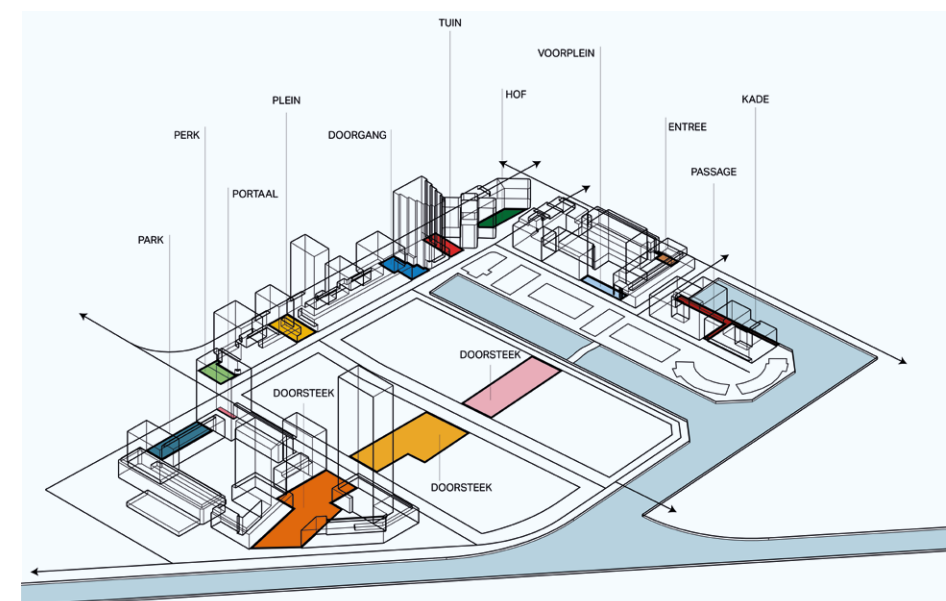 TUIN
VOORPLEIN
PLEIN
HOF
KADE
PERK
DOORGANG
ENTREE
PASSAGE
PORTAAL
PARK
DOORSTEEK
DOORSTEEK
DOORSTEEK